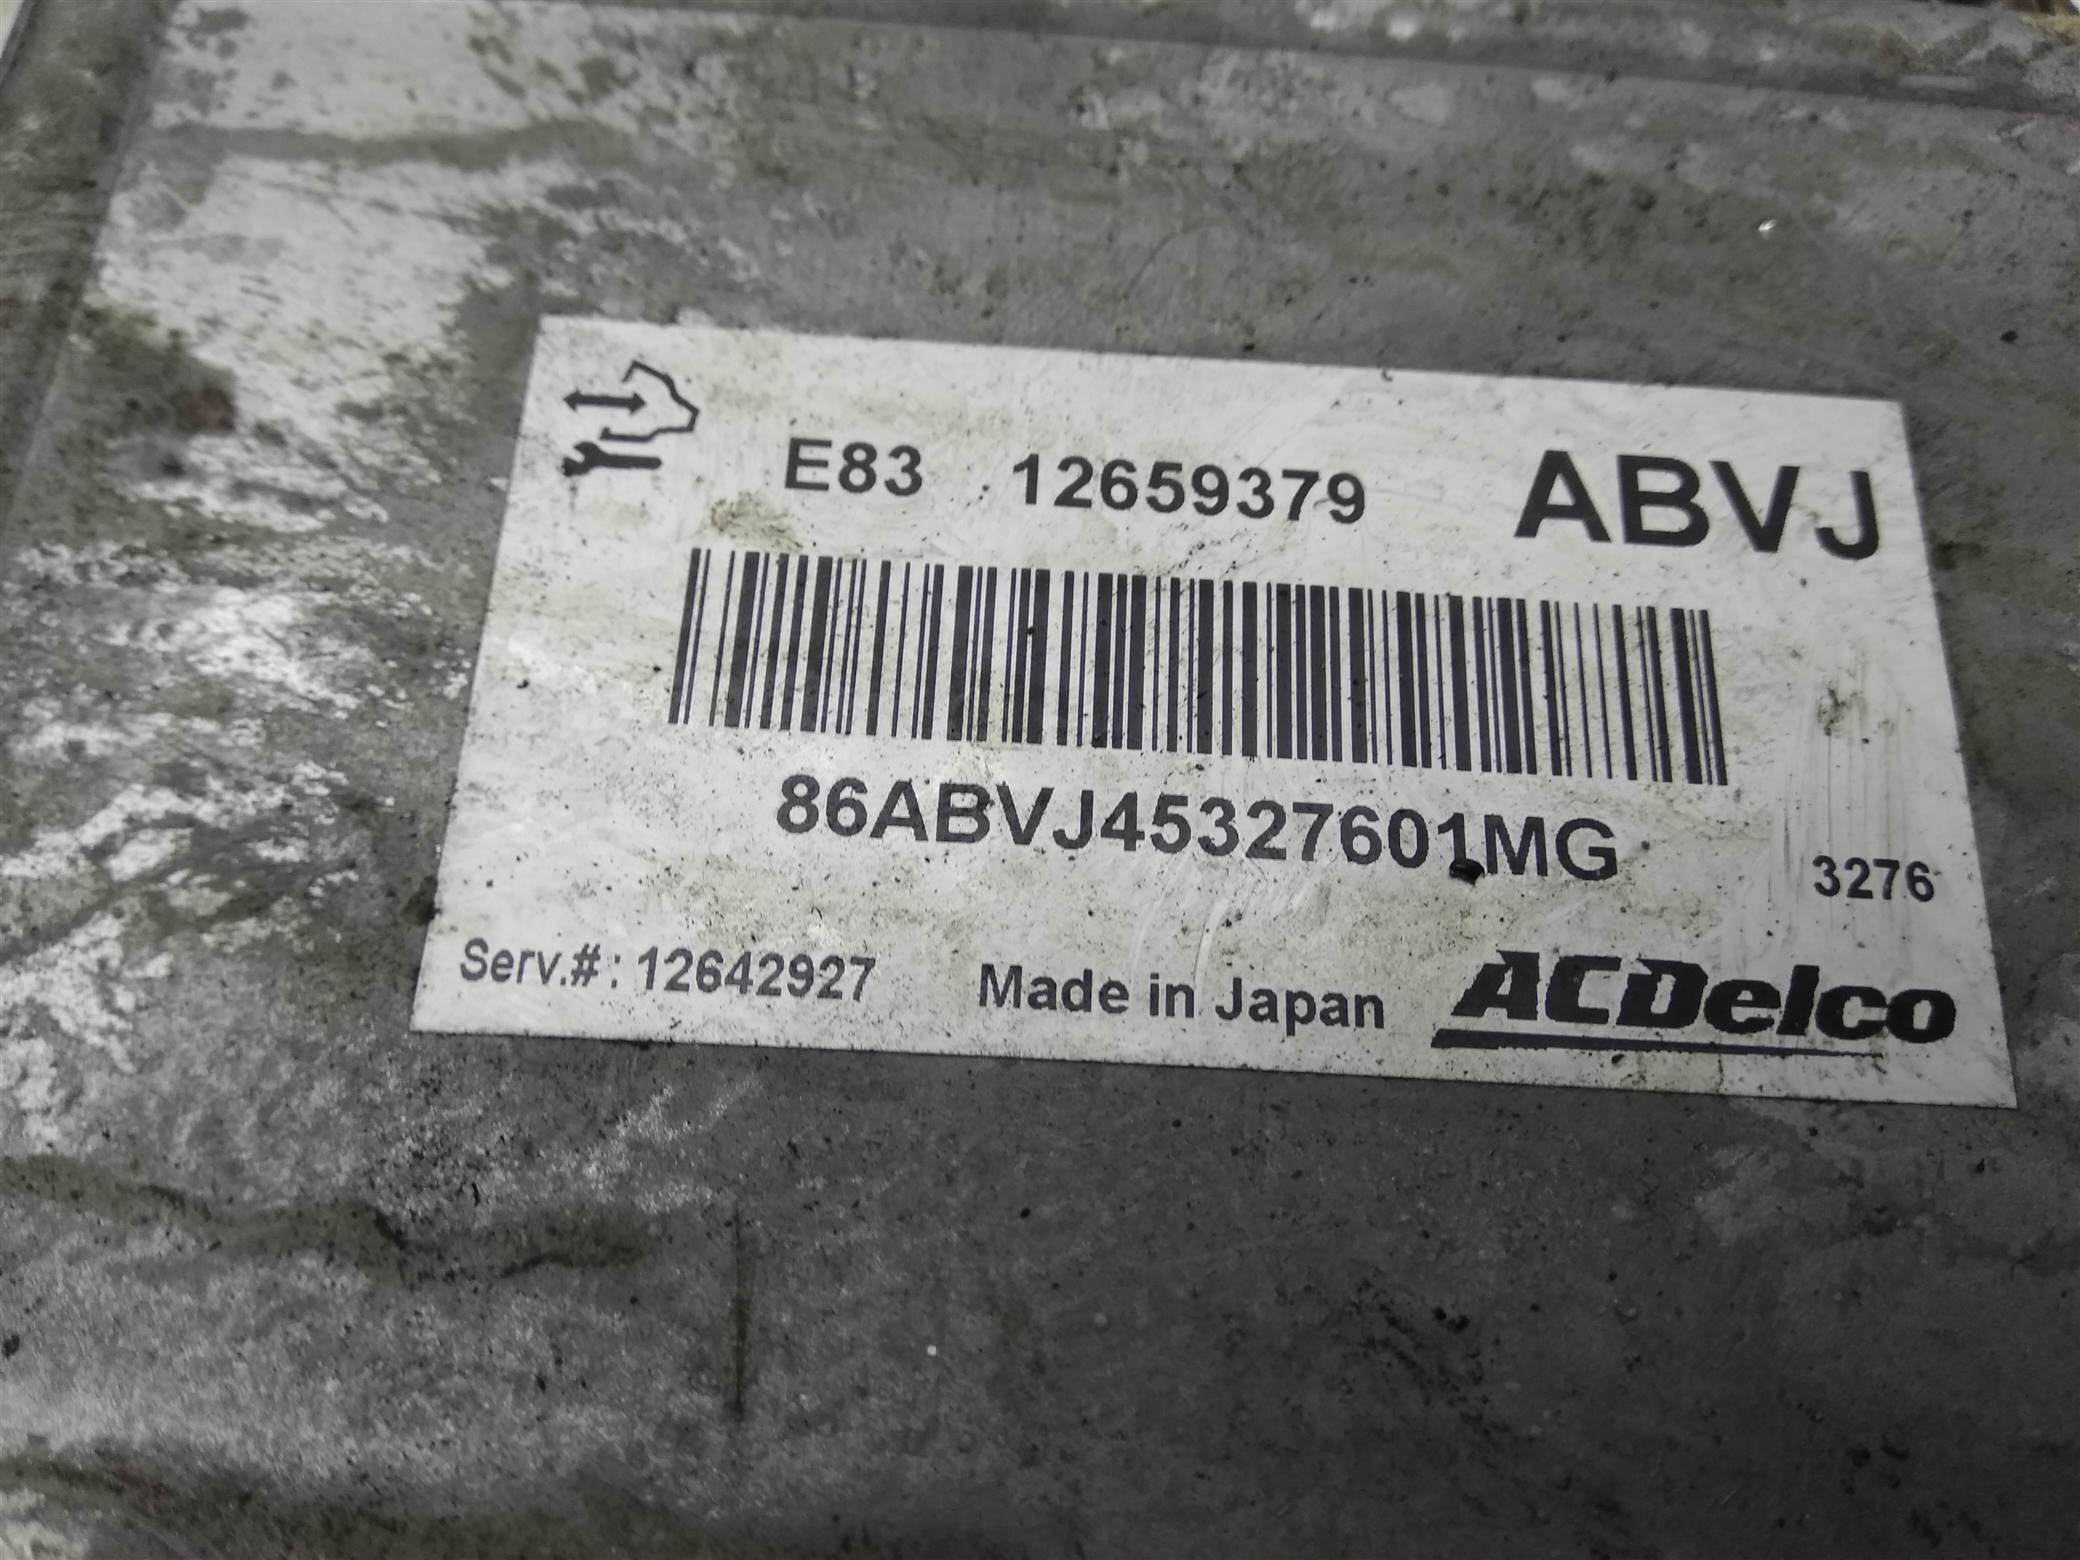 E83 12659379 ABVJ
86ABVJ45327601MG
3276
Serv.#: 12642927 Made in Japan ACDelco